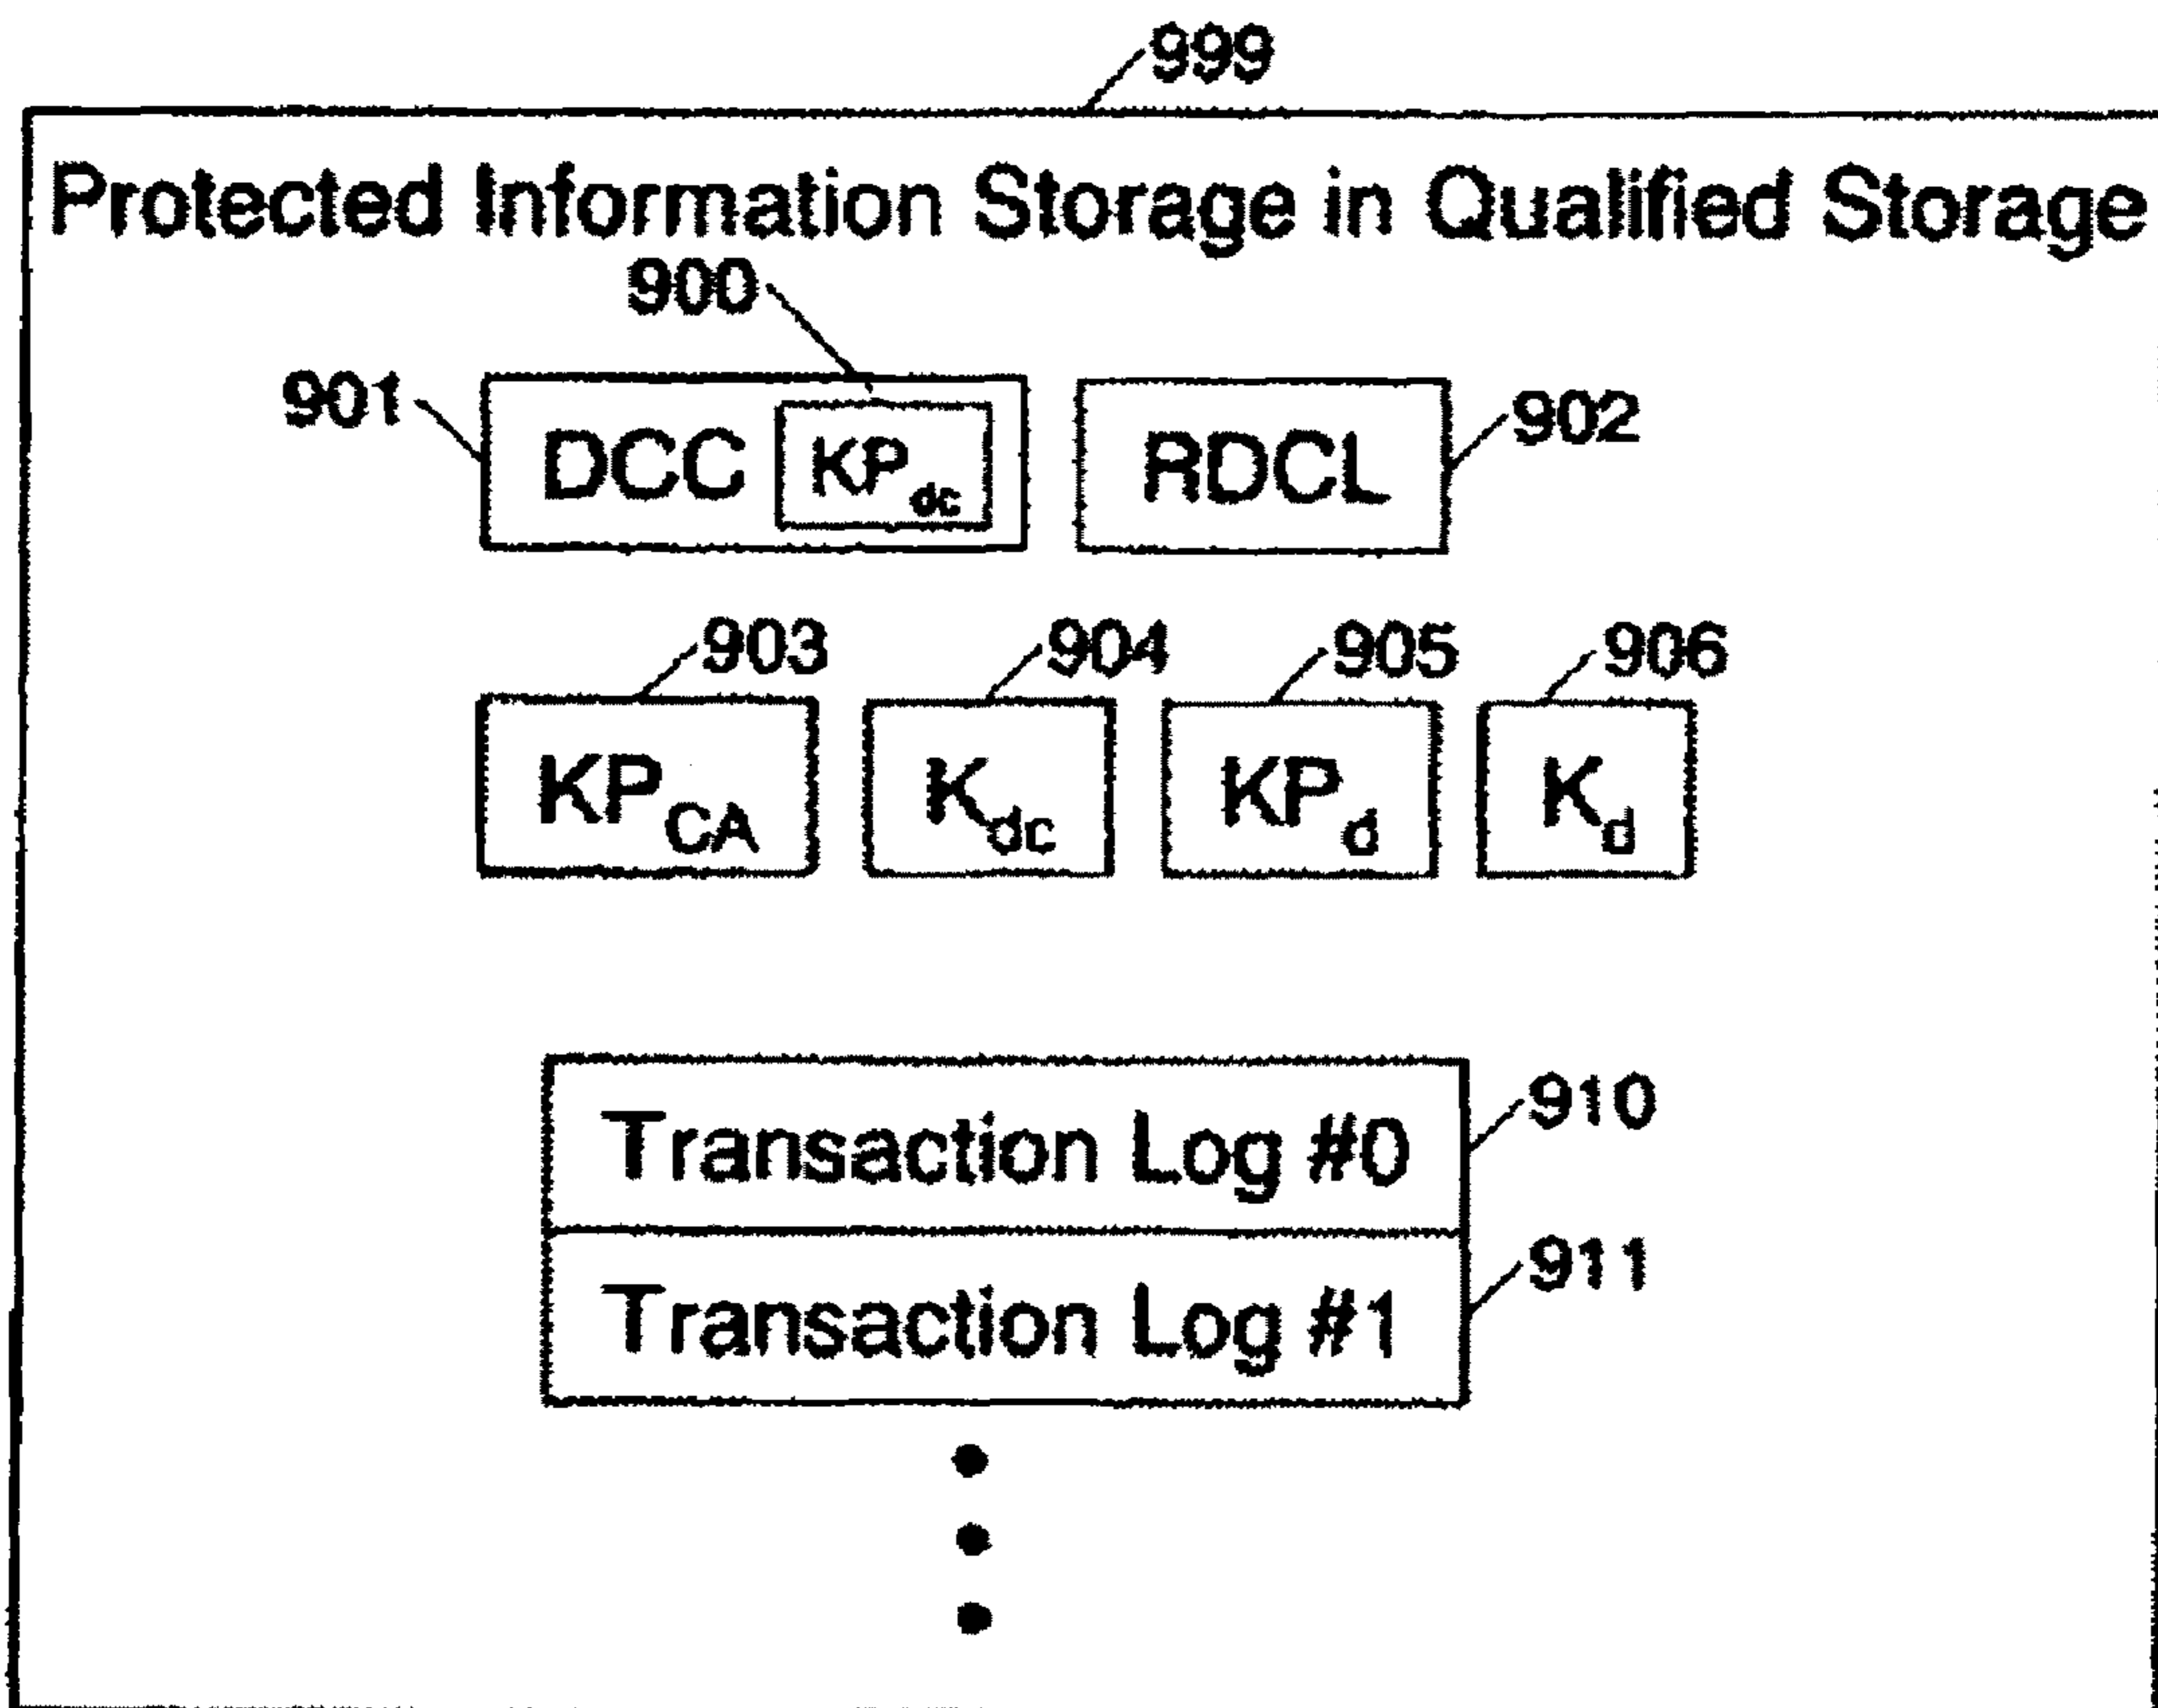 999
Protected Information Storage in Qualified Storage
900
901
902
DCC KPdc
RDCL
903 904 905 906
KPCA Kdc KPd Kd
Transaction Log #0
910
Transaction Log #1
911